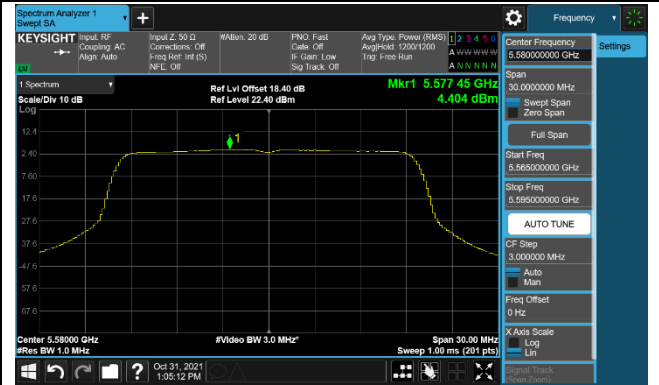 Spectrum Analyzer 1
Swept SA
Frequency
KEYSIGHT
Input: RF
Coupling: AC
Align: Auto
Input Z: 50 Ω
Corrections: Off
Freq Ref: Int (S)
NFE: Off
#Atten: 20 dB
PNO: Fast
Gate: Off
IF Gain: Low
Sig Track: Off
Avg Type: Power (RMS)
Avg|Hold: 1200/1200
Trig: Free Run
1 2 3 4 5 6
A W W W W W
A N N N N N
LXI
1 Spectrum
Scale/Div 10 dB
Log
Ref Lvl Offset 18.40 dB
Ref Level 22.40 dBm
Mkr1 5.577 45 GHz
4.404 dBm
1
12.4
2.40
-7.60
-17.6
-27.6
-37.6
-47.6
-57.6
-67.6
Center 5.58000 GHz
#Res BW 1.0 MHz
#Video BW 3.0 MHz*
Span 30.00 MHz
Sweep 1.00 ms (201 pts)
Center Frequency
5.580000000 GHz
Settings
Span
30.0000000 MHz
Swept Span
Zero Span
Full Span
Start Freq
5.565000000 GHz
Stop Freq
5.595000000 GHz
AUTO TUNE
CF Step
3.000000 MHz
Auto
Man
Freq Offset
0 Hz
X Axis Scale
Log
Lin
Signal Track
(Span Zoom)
Oct 31, 2021
1:05:12 PM